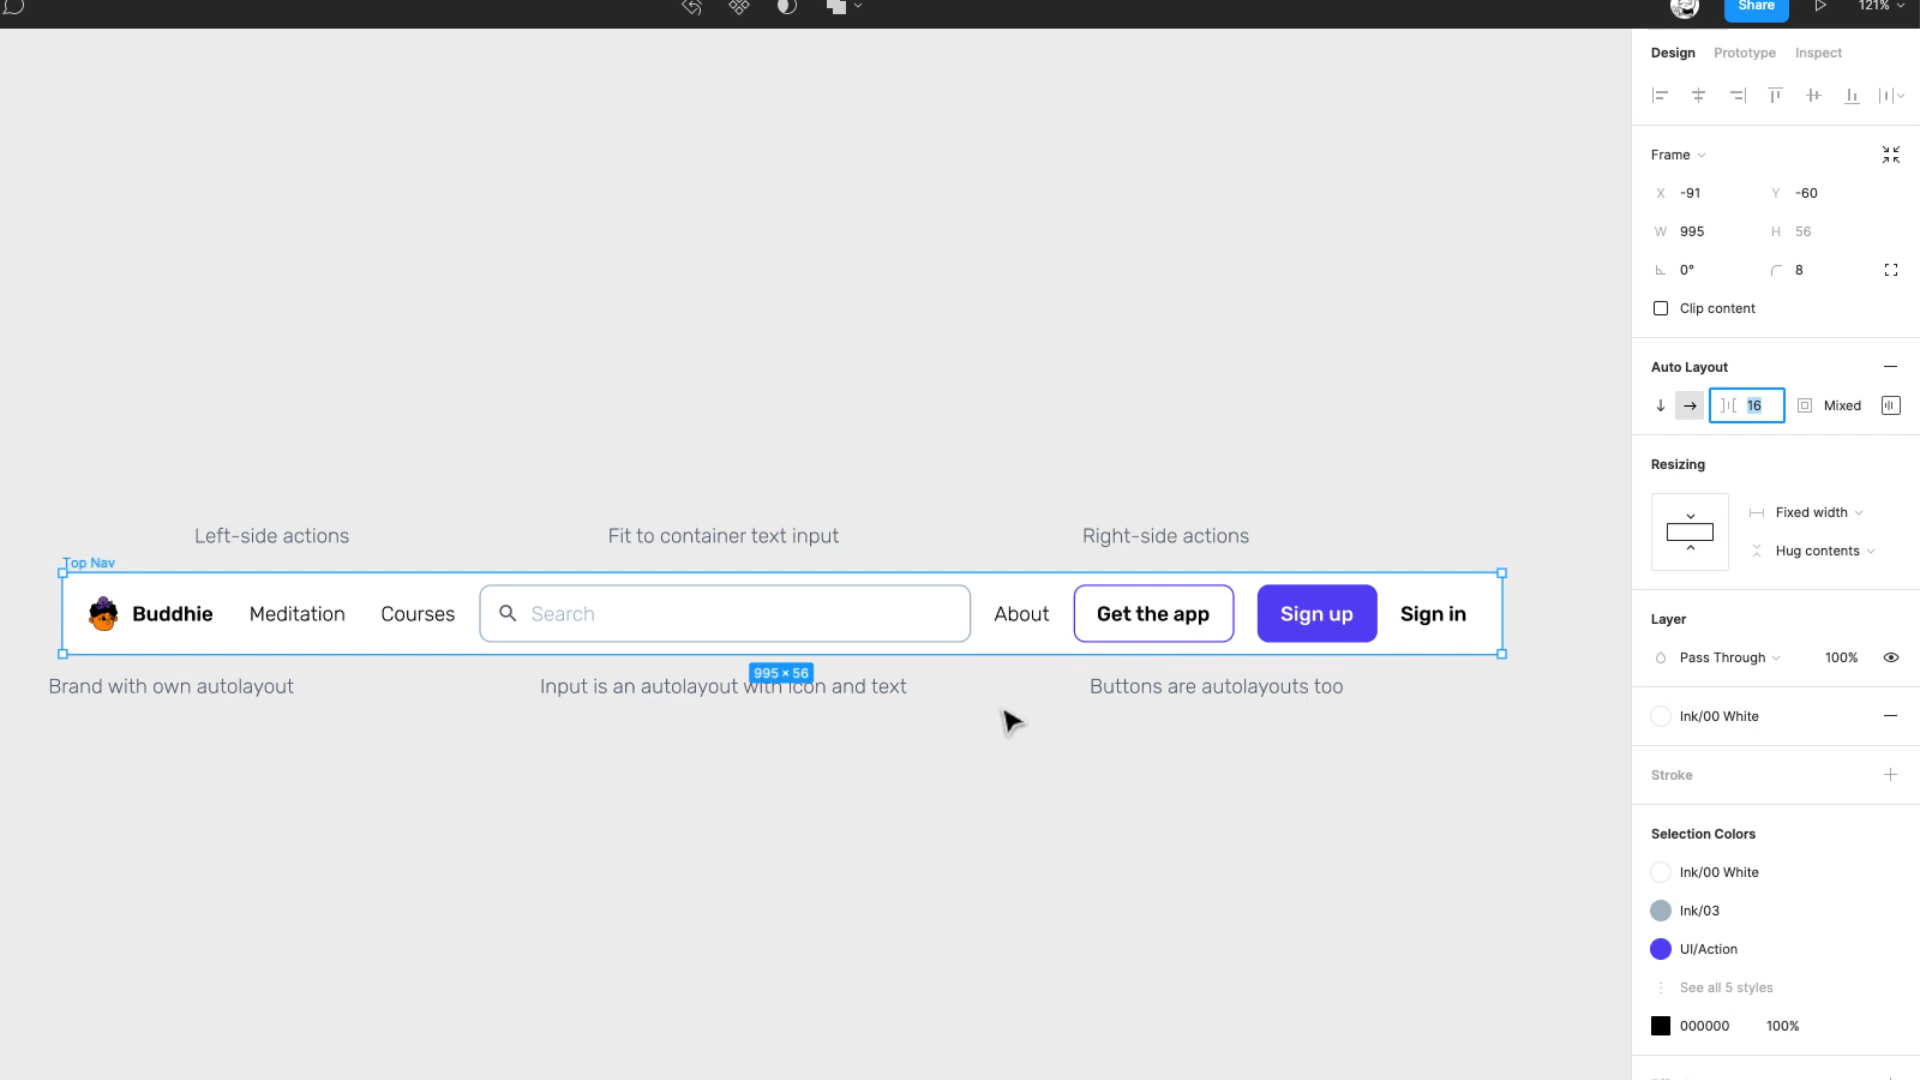 Share
121%
Design Prototype Inspect
Frame
X -91 Y -60
W 995 H 56
0° 8
Clip content
Auto Layout
16 Mixed
Resizing
Fixed width
Hug contents
Layer
Pass Through 100%
Ink/00 White
Stroke
Selection Colors
Ink/00 White
Ink/03
UI/Action
See all 5 styles
000000 100%
Left-side actions Fit to container text input Right-side actions
Top Nav
Buddhie Meditation Courses Search About Get the app Sign up Sign in
995 × 56
Brand with own autolayout Input is an autolayout with icon and text Buttons are autolayouts too